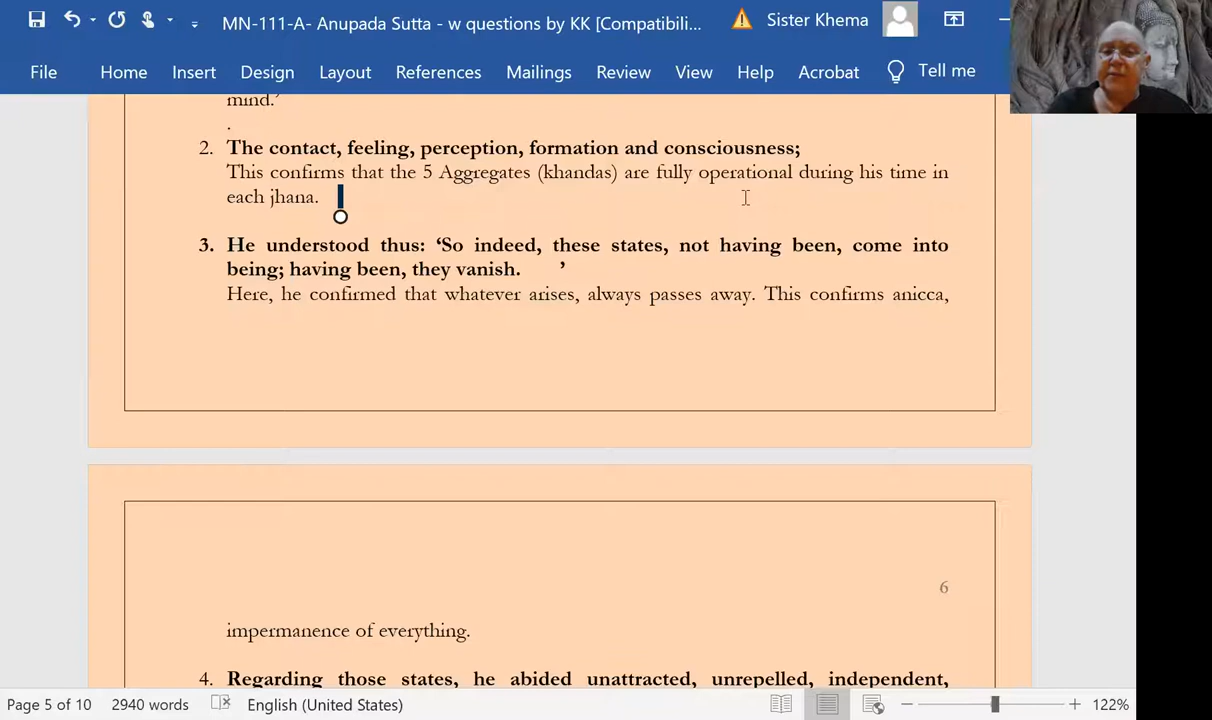 MN-111-A- Anupada Sutta - w questions by KK [Compatibili...
Sister Khema
File Home Insert Design Layout References Mailings Review View Help Acrobat Tell me
mind.’
.
2. The contact, feeling, perception, formation and consciousness;
This confirms that the 5 Aggregates (khandas) are fully operational during his time in
each jhana.
3. He understood thus: ‘So indeed, these states, not having been, come into
being; having been, they vanish. ’
Here, he confirmed that whatever arises, always passes away. This confirms anicca,
6
impermanence of everything.
4. Regarding those states, he abided unattracted, unrepelled, independent,
Page 5 of 10 2940 words English (United States) 122%